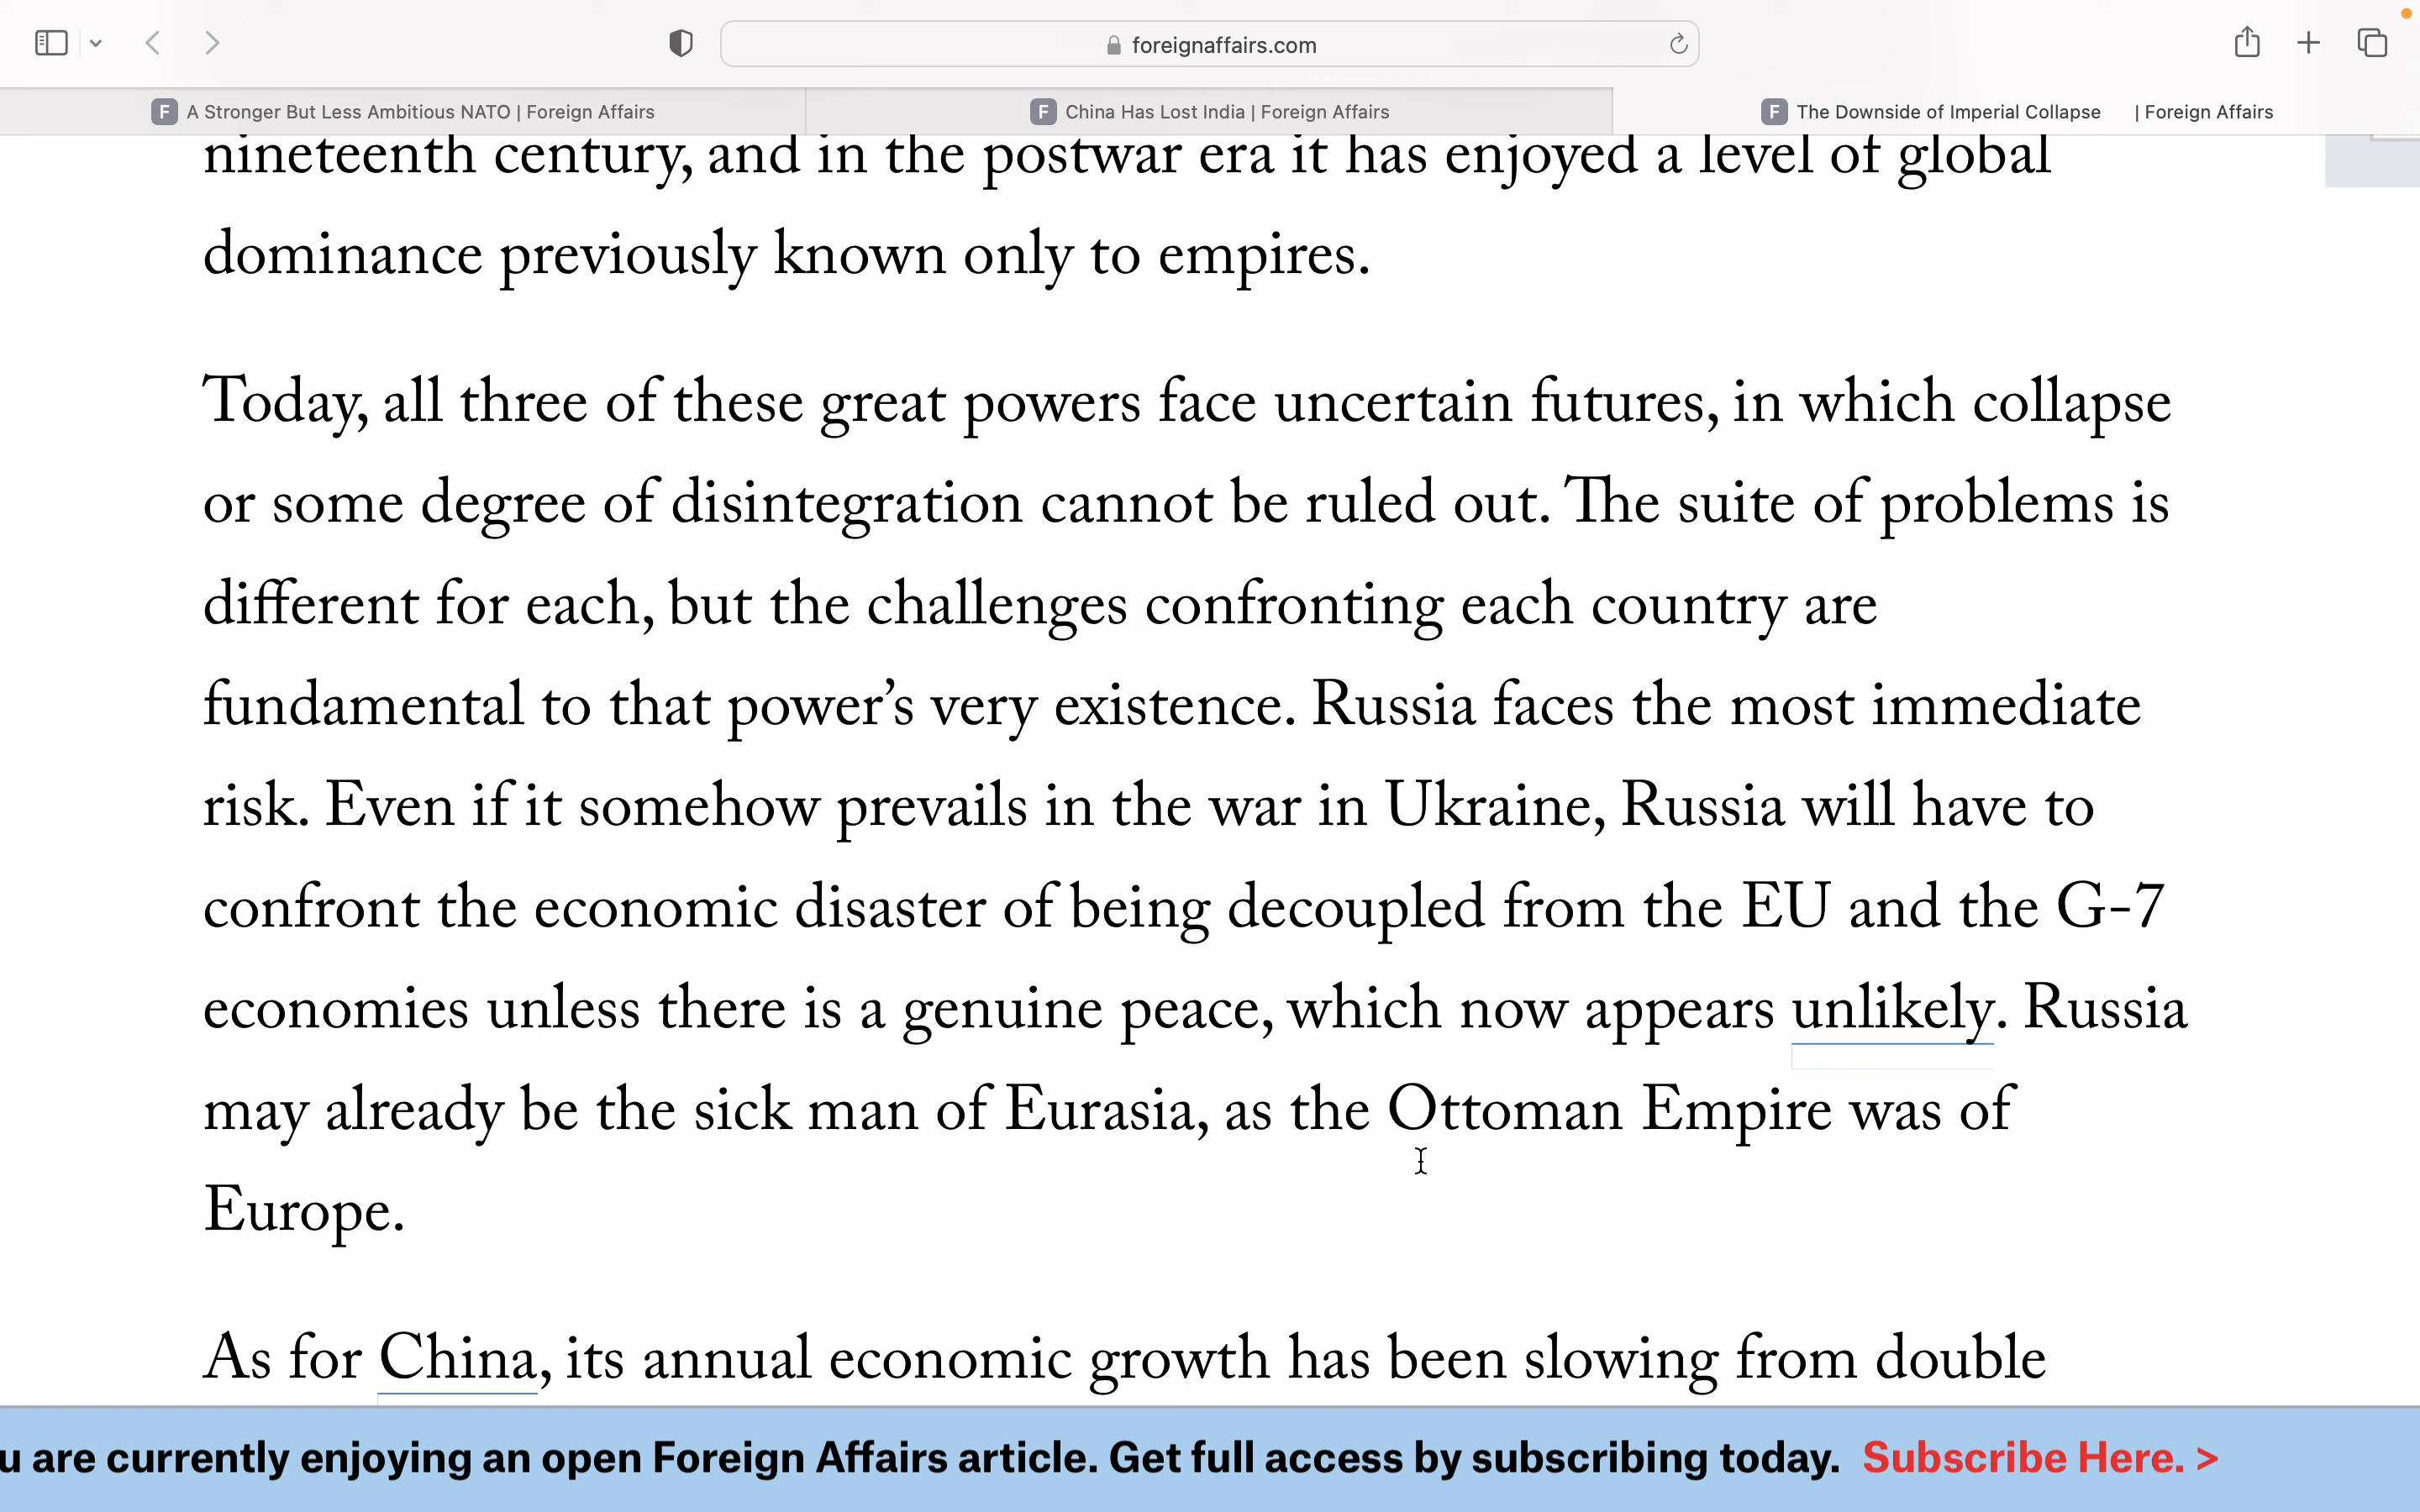 foreignaffairs.com
F A Stronger But Less Ambitious NATO | Foreign Affairs
F China Has Lost India | Foreign Affairs
F The Downside of Imperial Collapse | Foreign Affairs
nineteenth century, and in the postwar era it has enjoyed a level of global
dominance previously known only to empires.
Today, all three of these great powers face uncertain futures, in which collapse
or some degree of disintegration cannot be ruled out. The suite of problems is
different for each, but the challenges confronting each country are
fundamental to that power’s very existence. Russia faces the most immediate
risk. Even if it somehow prevails in the war in Ukraine, Russia will have to
confront the economic disaster of being decoupled from the EU and the G-7
economies unless there is a genuine peace, which now appears unlikely. Russia
may already be the sick man of Eurasia, as the Ottoman Empire was of
Europe.
As for China, its annual economic growth has been slowing from double
u are currently enjoying an open Foreign Affairs article. Get full access by subscribing today. Subscribe Here. >